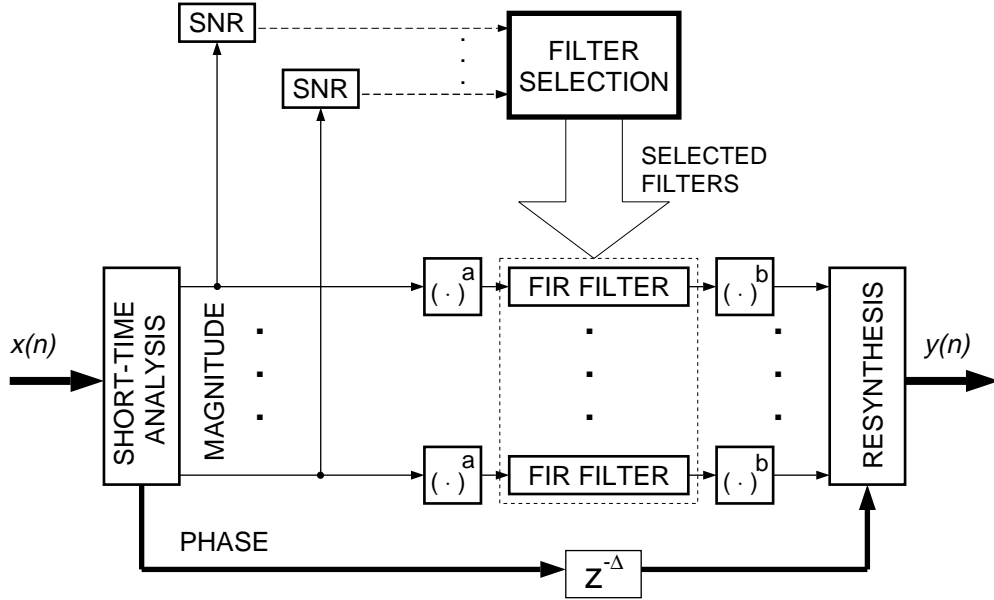 SNR
FILTER
SELECTION
SNR
SELECTED
FILTERS
( · )^a
FIR FILTER
( · )^b
x(n)
SHORT-TIME
ANALYSIS
MAGNITUDE
RESYNTHESIS
y(n)
( · )^a
FIR FILTER
( · )^b
PHASE
z^-Δ